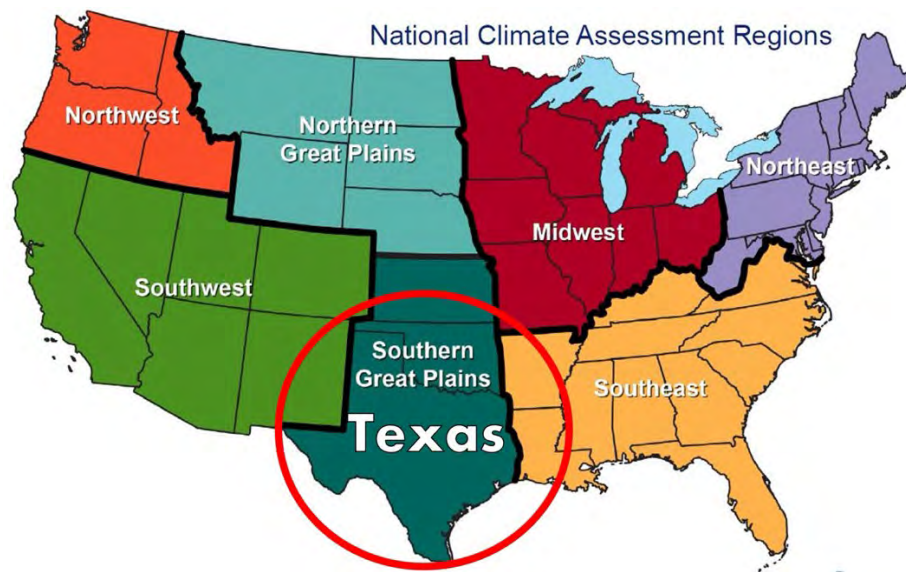 National Climate Assessment Regions
Northwest
Northern
Great Plains
Northeast
Midwest
Southwest
Southern
Great Plains
Southeast
Texas